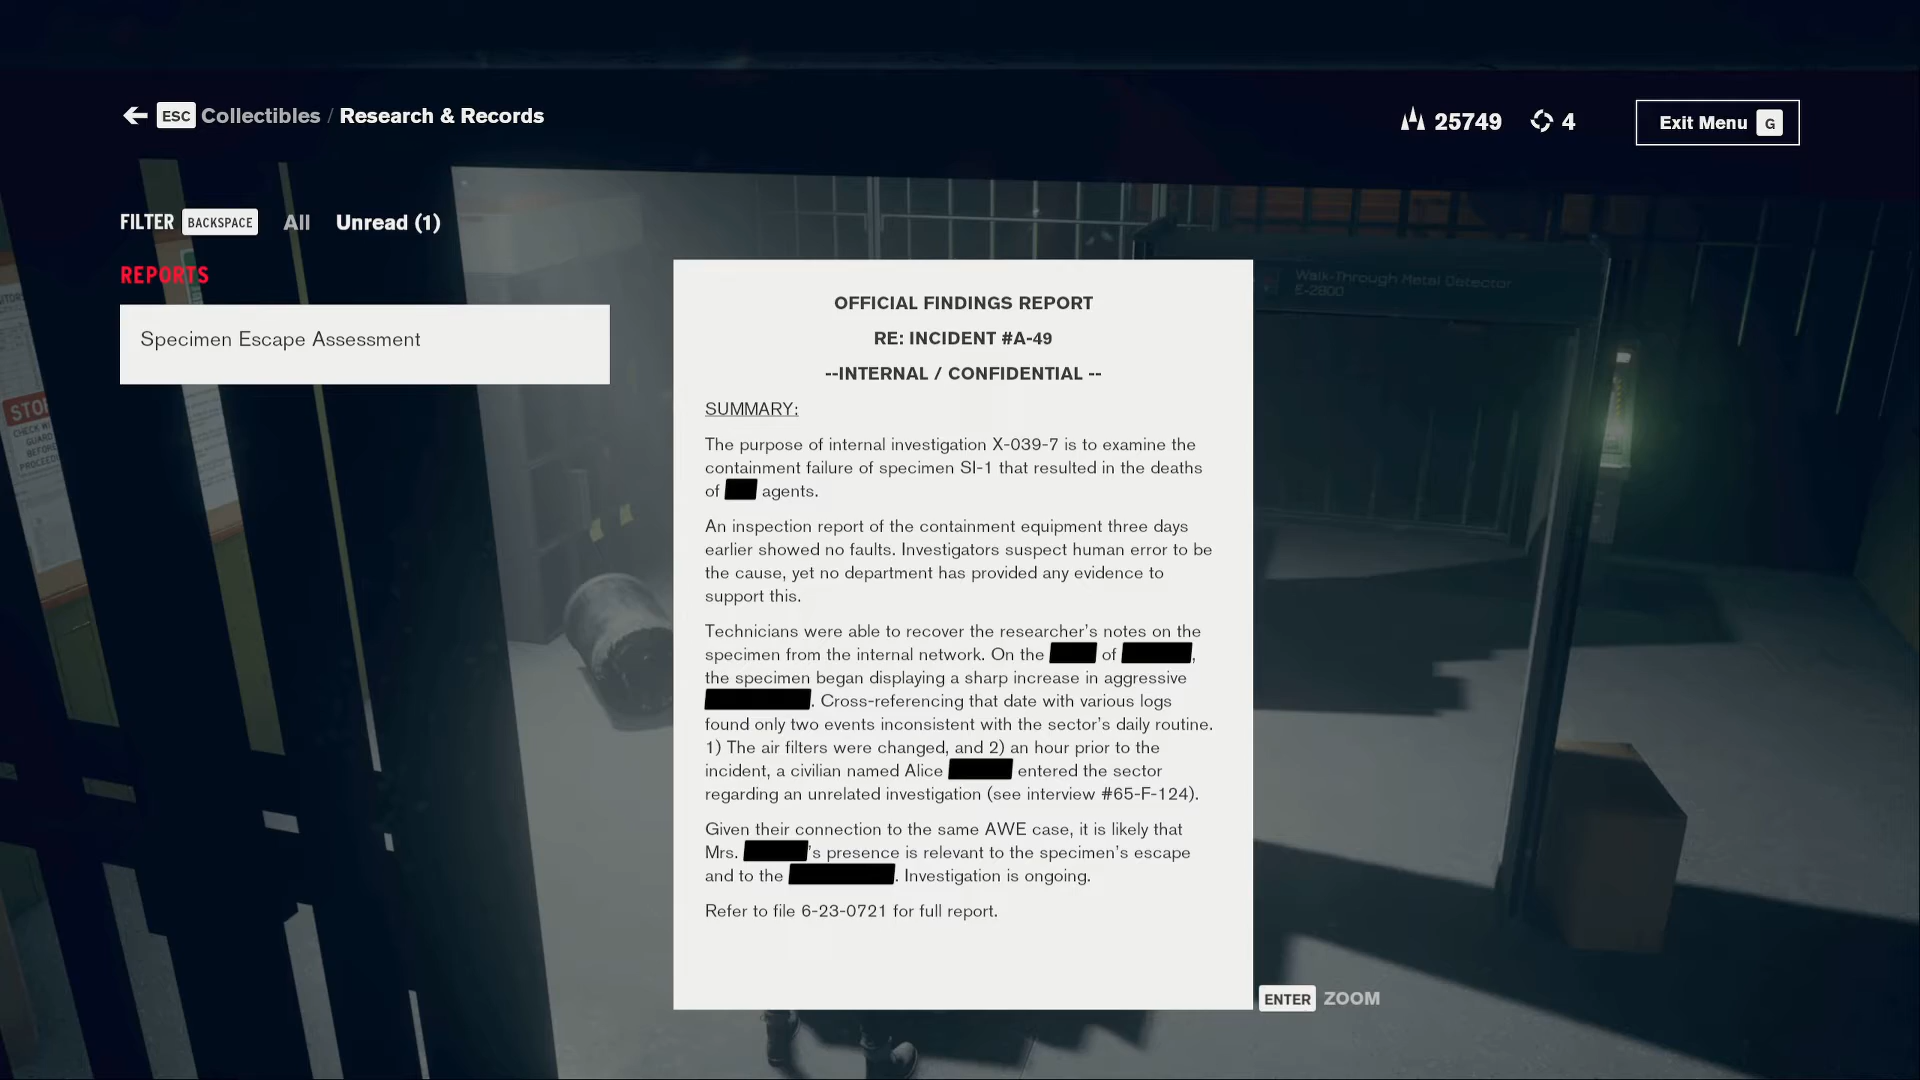 ESC Collectibles / Research & Records
25749 4
Exit Menu G
FILTER BACKSPACE All Unread (1)
REPORTS
Specimen Escape Assessment
OFFICIAL FINDINGS REPORT
RE: INCIDENT #A-49
--INTERNAL / CONFIDENTIAL --
SUMMARY:
The purpose of internal investigation X-039-7 is to examine the
containment failure of specimen SI-1 that resulted in the deaths
of agents.
An inspection report of the containment equipment three days
earlier showed no faults. Investigators suspect human error to be
the cause, yet no department has provided any evidence to
support this.
Technicians were able to recover the researcher's notes on the
specimen from the internal network. On the of ,
the specimen began displaying a sharp increase in aggressive
. Cross-referencing that date with various logs
found only two events inconsistent with the sector's daily routine.
1) The air filters were changed, and 2) an hour prior to the
incident, a civilian named Alice entered the sector
regarding an unrelated investigation (see interview #65-F-124).
Given their connection to the same AWE case, it is likely that
Mrs. 's presence is relevant to the specimen's escape
and to the . Investigation is ongoing.
Refer to file 6-23-0721 for full report.
ENTER ZOOM
Walk-Through Metal Detector
E-2800
STOP
CHECK WITH
GUARD
BEFORE
PROCEEDING